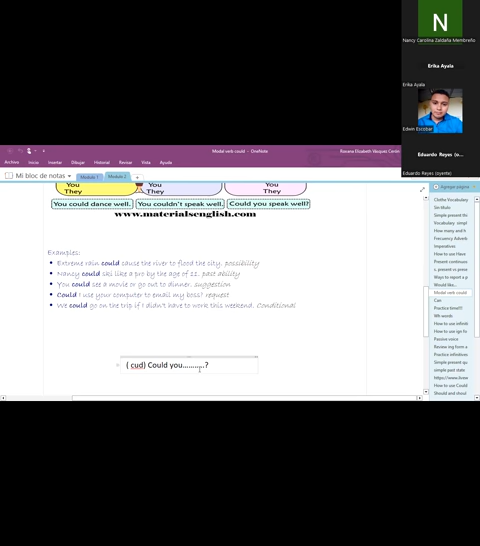 N
Nancy Carolina Zaldaña Membreño
Erika Ayala
Erika Ayala
Edwin Escobar
Eduardo Reyes (o...
Eduardo Reyes (oyente)
Modal verb could - OneNote
Roxana Elizabeth Vásquez
Archivo Inicio Insertar Dibujar Historial Revisar Vista Ayuda
Mi bloc de notas
Módulo 1
Módulo 2
Agregar página
You You You
They They They
You could dance well. You couldn't speak well. Could you speak well?
www.materialsenglish.com
Examples:
Extreme rain could cause the river to flood the city. possibility
Nancy could ski like a pro by the age of 11. past ability
You could see a movie or go out to dinner. suggestion
Could I use your computer to email my boss? request
We could go on the trip if I didn't have to work this weekend. Conditional
( cud) Could you...........?
Clothe Vocabulary
Sin título
Simple present thi
Vocabulary simpl
How many and h
Frecuency Adverb
Imperatives
How to use Have
Present continuos
s. present vs prese
Ways to report a p
Would like...
Modal verb could
Can
Practice time!!!!
Wh words
How to use infiniti
How to use ign fo
Passive voice
Review ing form a
Practice infinitives
Simple present qu
simple past state
https://www.livew
How to use Could
Should and shoul